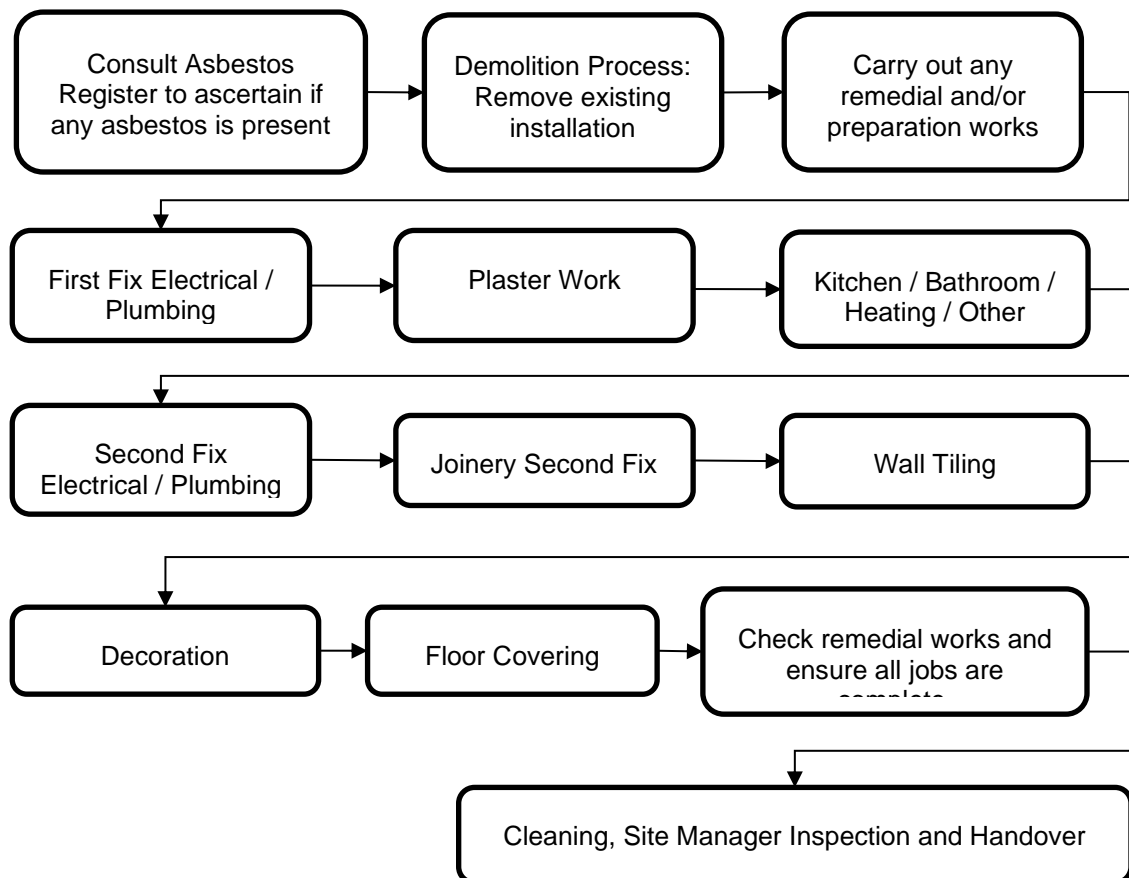 Consult Asbestos
Register to ascertain if
any asbestos is present
Demolition Process:
Remove existing
installation
Carry out any
remedial and/or
preparation works
First Fix Electrical /
Plumbing
Plaster Work
Kitchen / Bathroom /
Heating / Other
Second Fix
Electrical / Plumbing
Joinery Second Fix
Wall Tiling
Decoration
Floor Covering
Check remedial works and
ensure all jobs are
complete
Cleaning, Site Manager Inspection and Handover